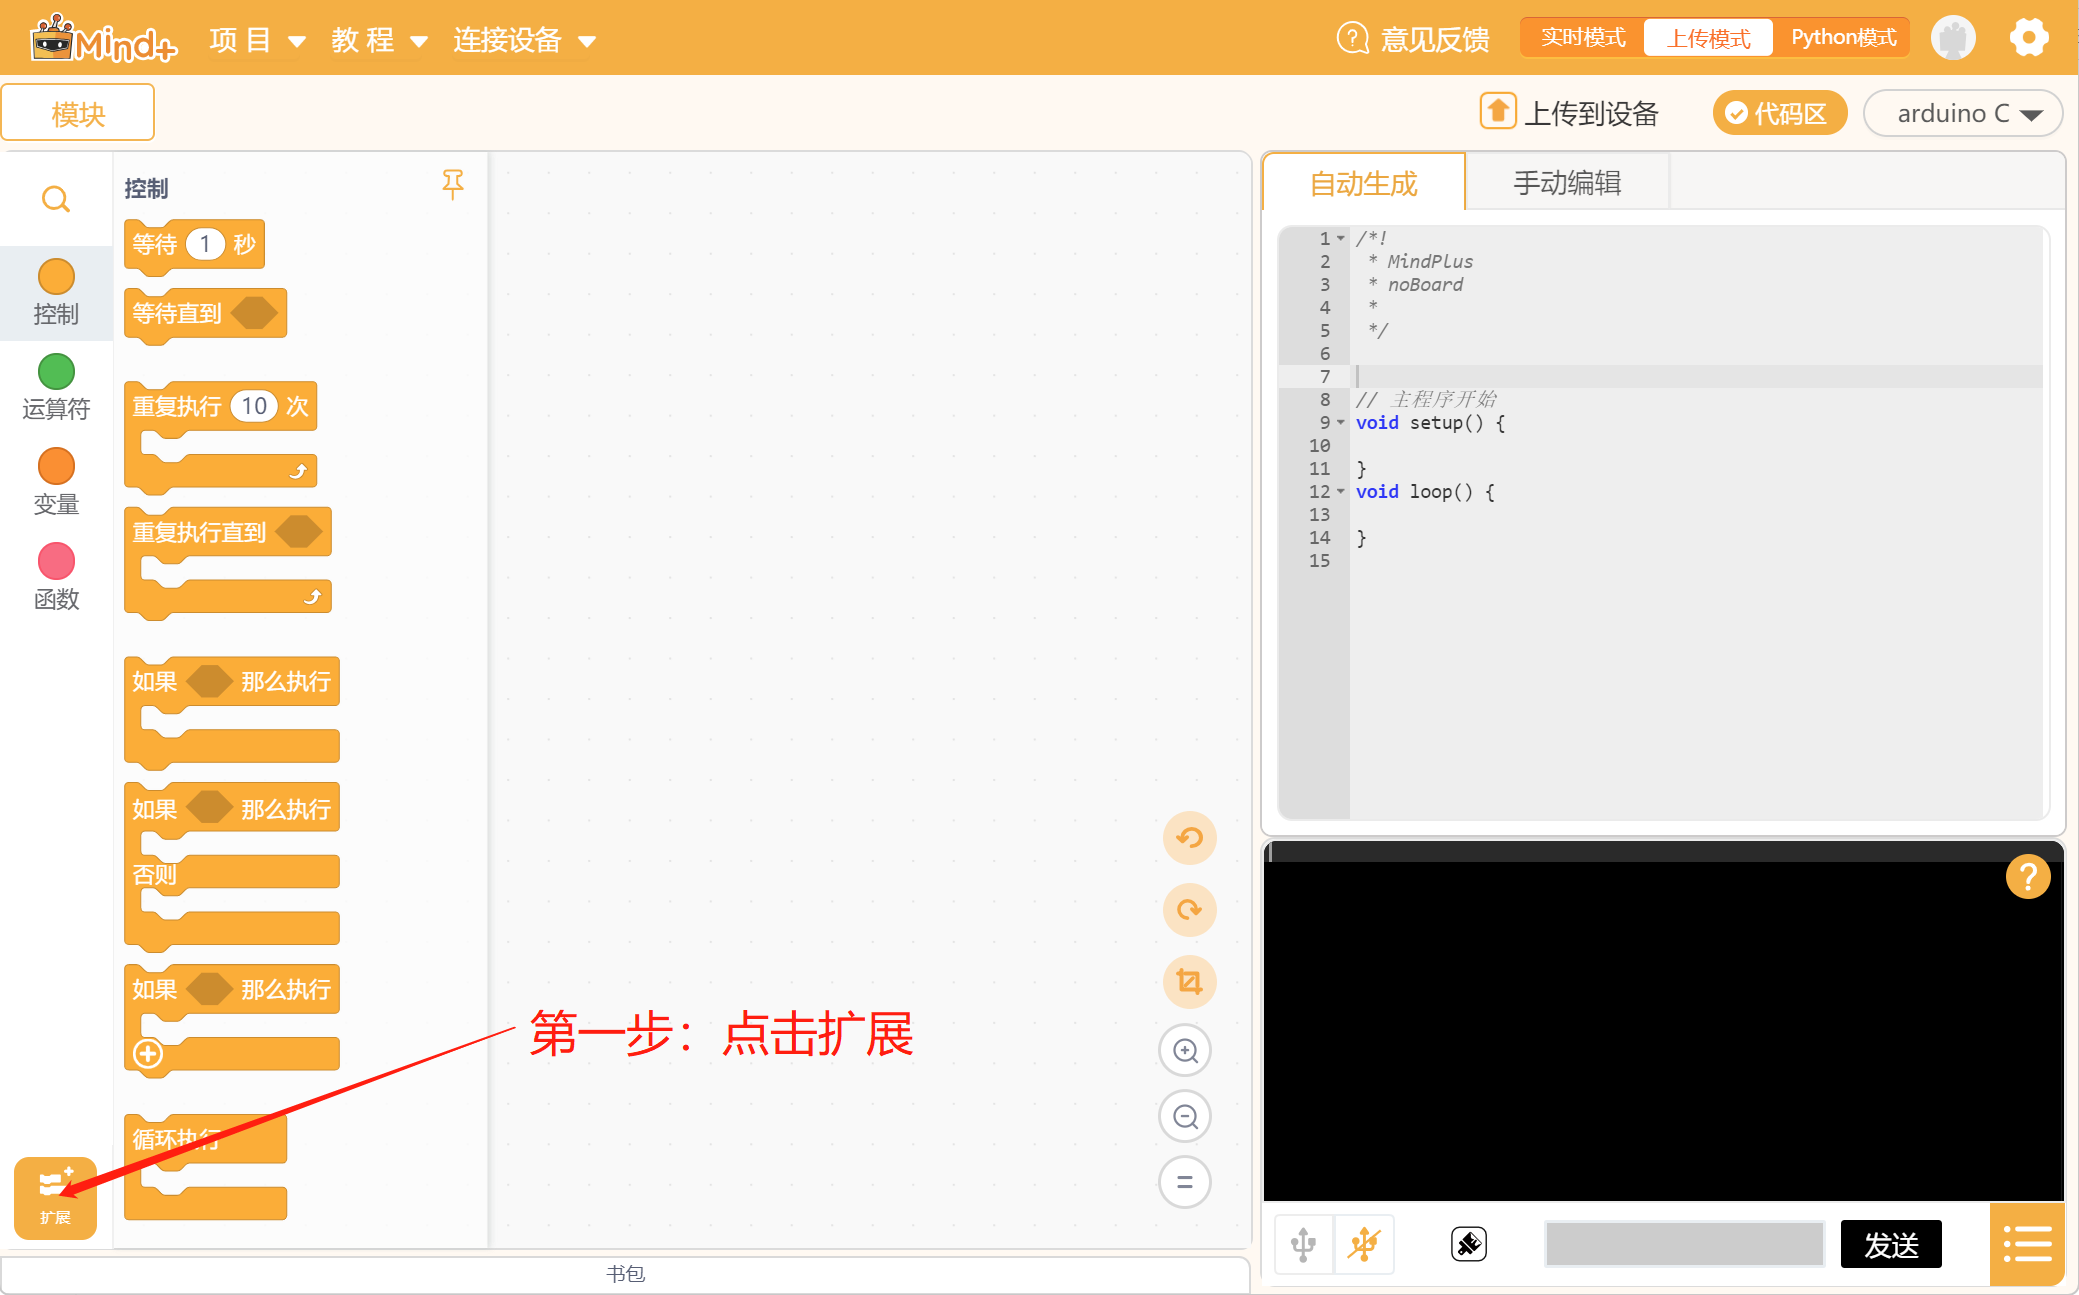 Mind+ 项目 教程 连接设备 意见反馈 实时模式 上传模式 Python模式
模块 上传到设备 代码区 arduino C
控制
运算符
变量
函数
扩展
控制
等待 1 秒
等待直到
重复执行 10 次
重复执行直到
如果 那么执行
如果 那么执行
否则
如果 那么执行
循环执行
第一步：点击扩展
书包
自动生成 手动编辑
1 /*!
2 * MindPlus
3 * noBoard
4 *
5 */
6
7
8 // 主程序开始
9 void setup() {
10
11 }
12 void loop() {
13
14 }
15
?
发送